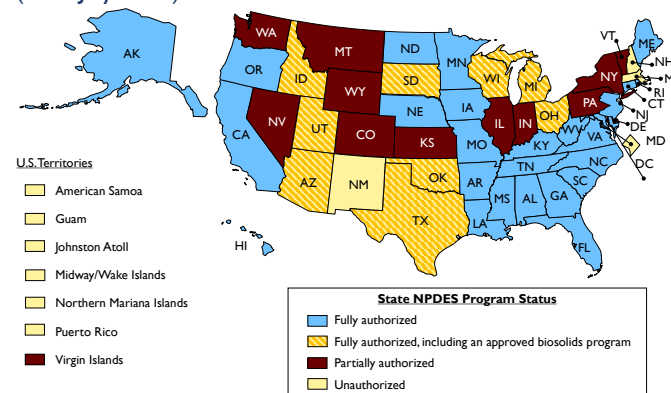 AK
WA
OR
CA
NV
ID
MT
WY
UT
CO
AZ
NM
ND
SD
NE
KS
OK
TX
MN
IA
MO
AR
LA
WI
IL
MI
IN
OH
KY
TN
MS
AL
GA
FL
SC
NC
VA
WV
PA
NY
VT
ME
NH
M
RI
CT
NJ
DE
MD
DC
HI
U.S. Territories
American Samoa
Guam
Johnston Atoll
Midway/Wake Islands
Northern Mariana Islands
Puerto Rico
Virgin Islands
State NPDES Program Status
Fully authorized
Fully authorized, including an approved biosolids program
Partially authorized
Unauthorized